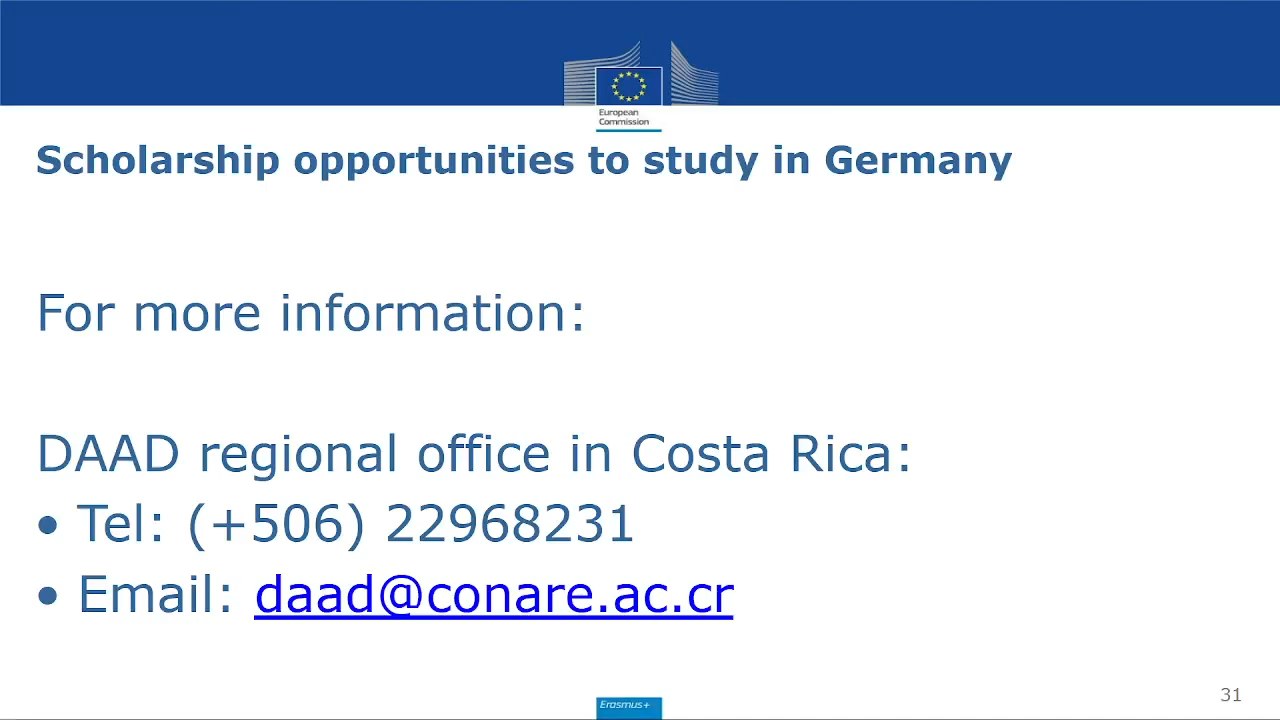 European
Commission
Scholarship opportunities to study in Germany
For more information:
DAAD regional office in Costa Rica:
• Tel: (+506) 22968231
• Email: daad@conare.ac.cr
31
Erasmus+